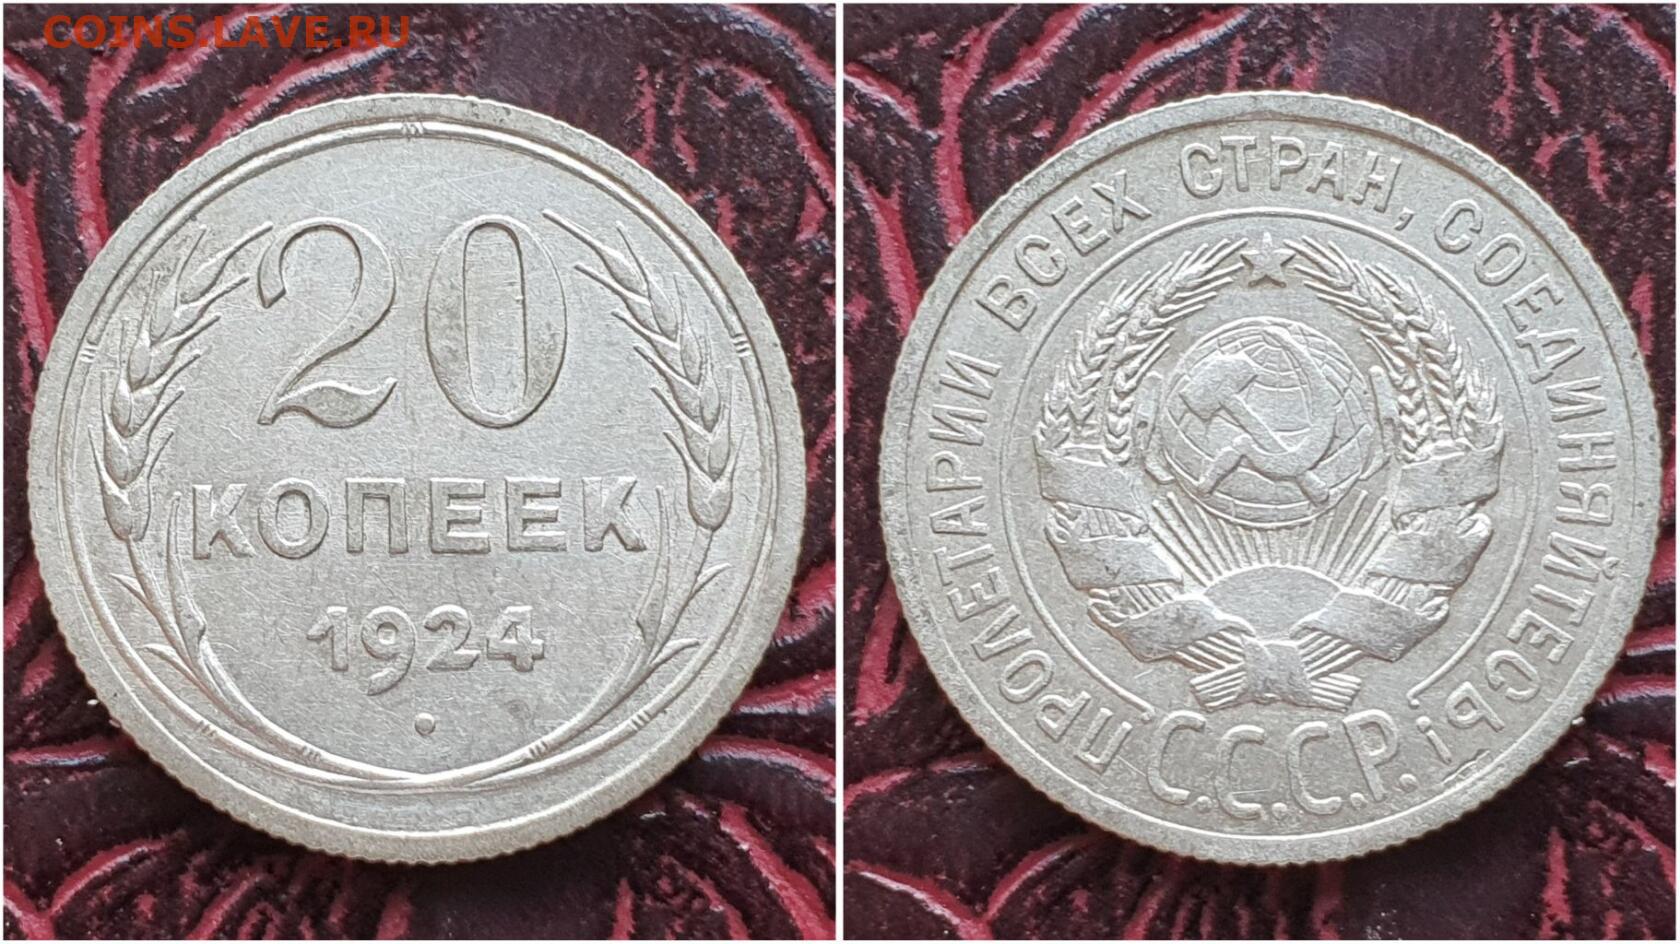 COINS.LAVE.RU
20
КОПЕЕК
1924
ПРОЛЕТАРИИ ВСЕХ СТРАН, СОЕДИНЯЙТЕСЬ!
С.С.С.Р.